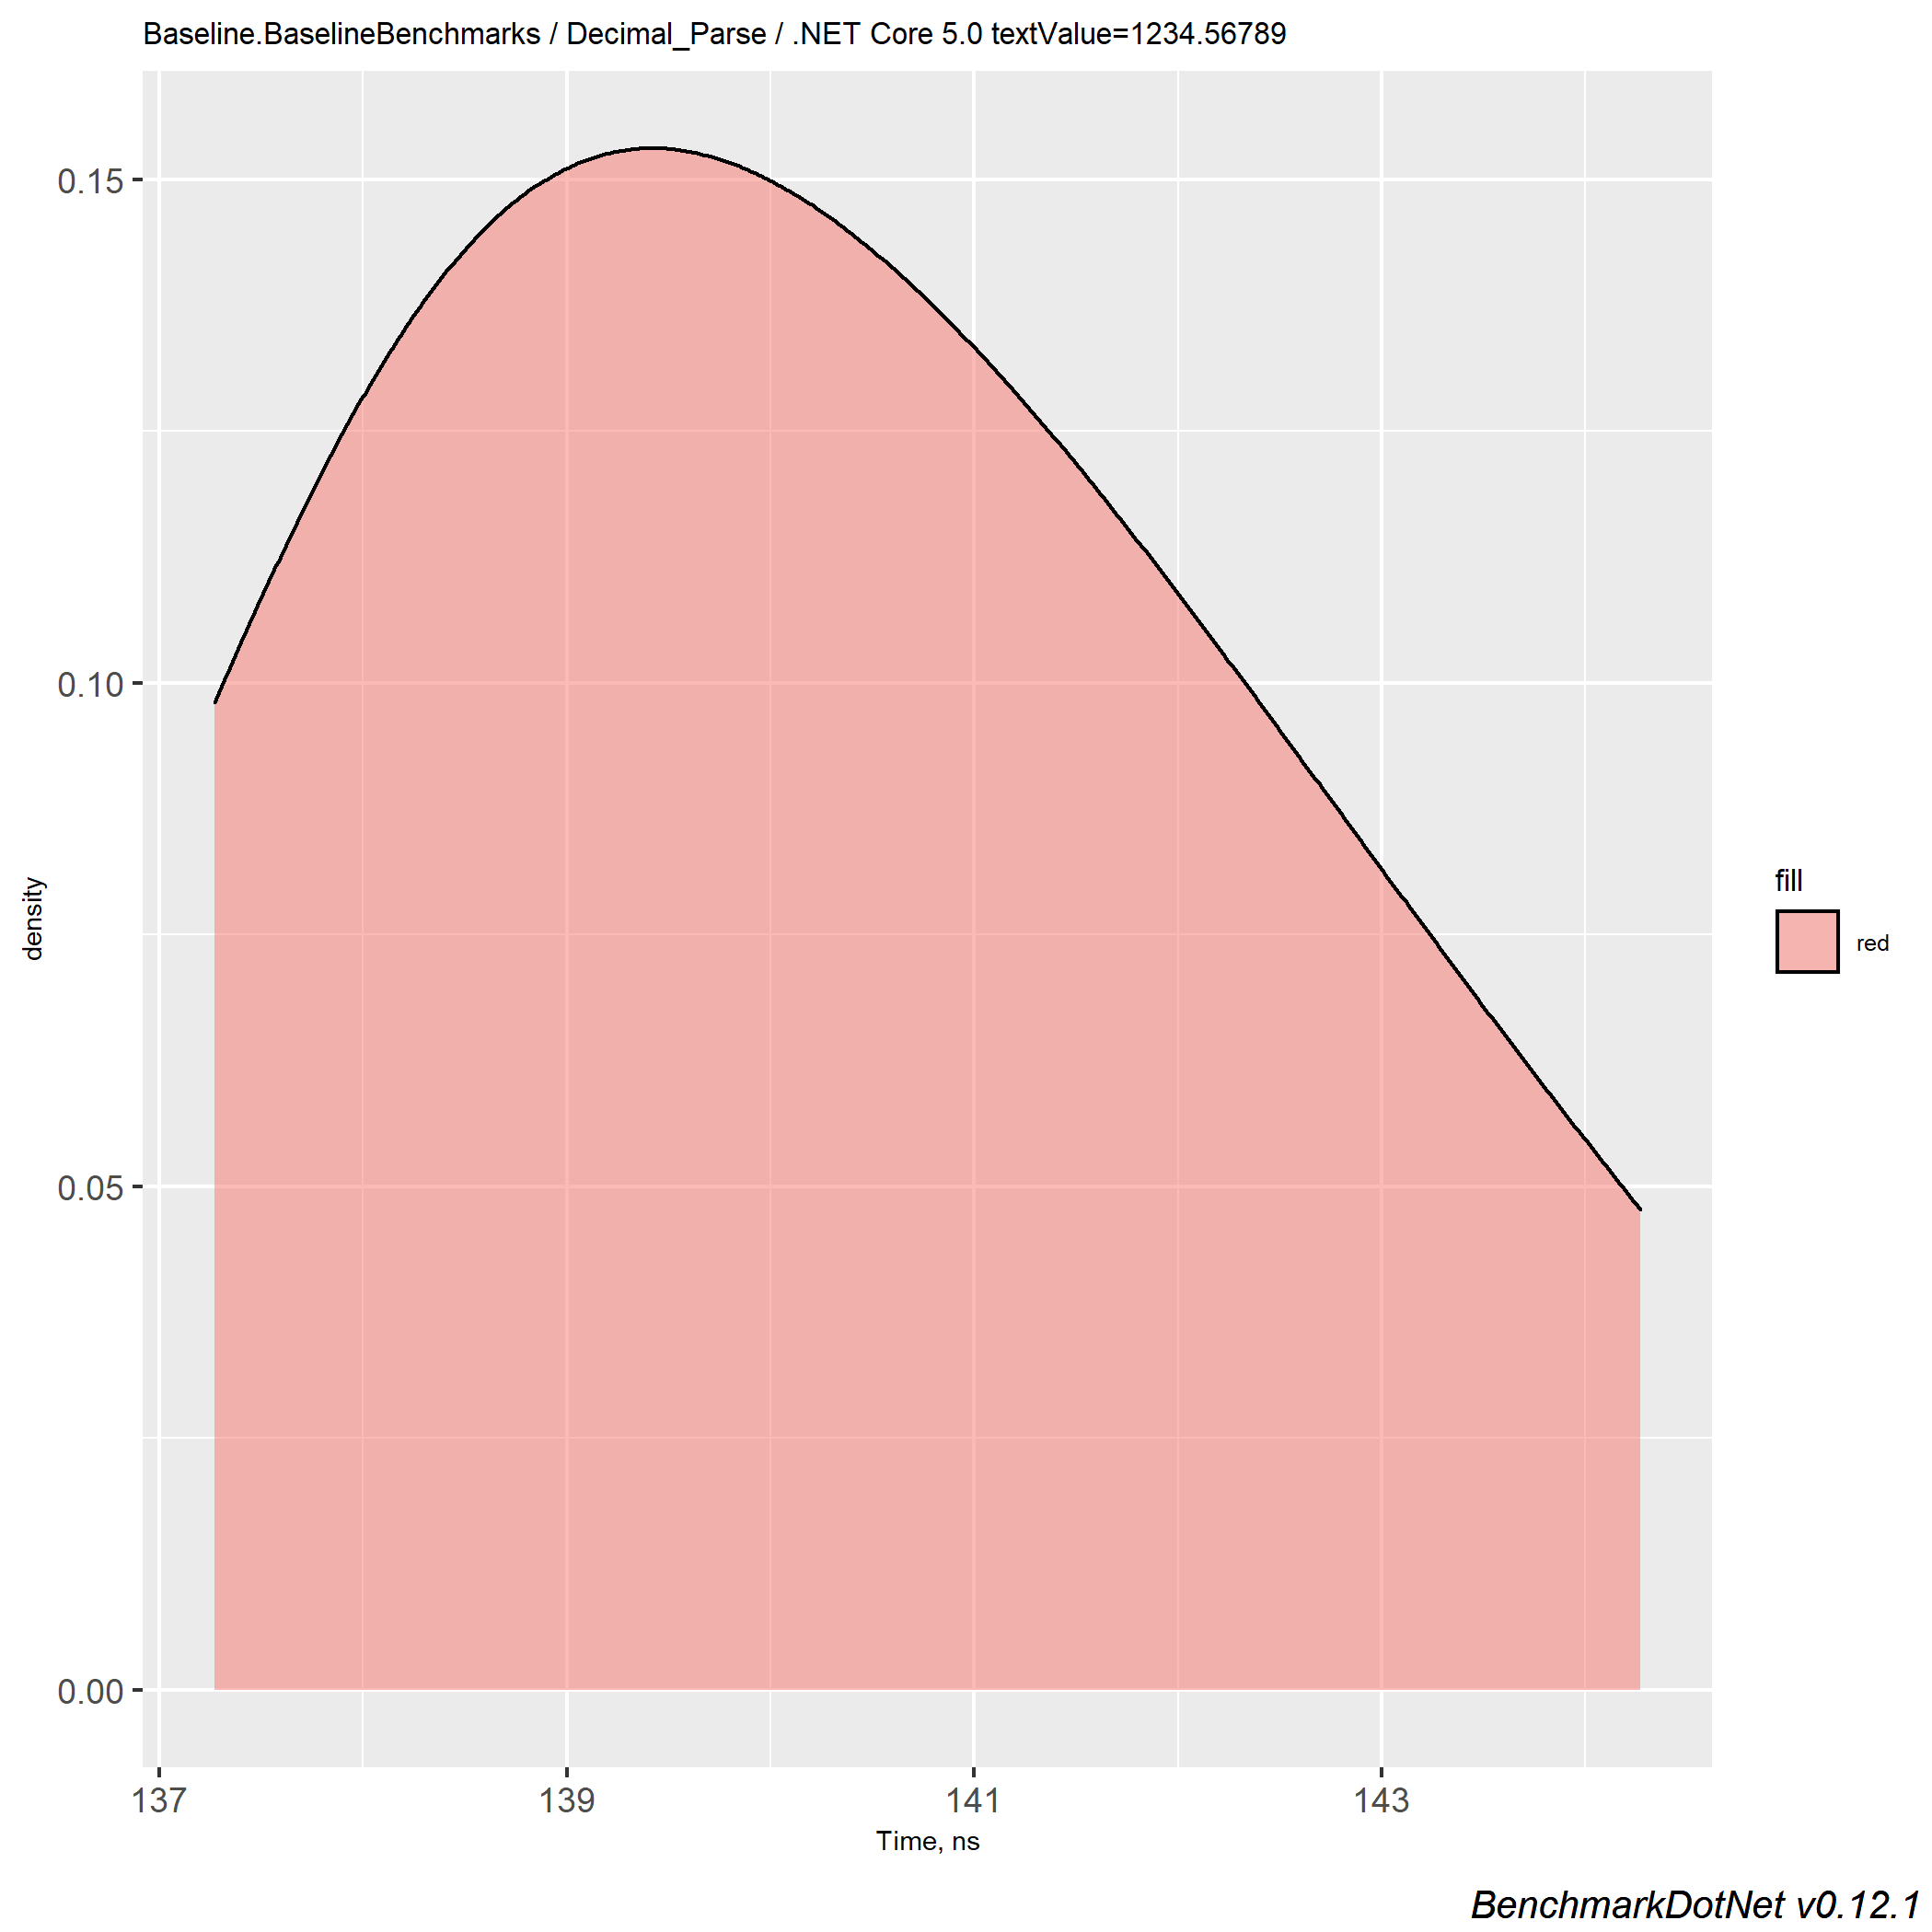 Baseline.BaselineBenchmarks / Decimal_Parse / .NET Core 5.0 textValue=1234.56789
0.15
0.10
0.05
0.00
density
137
139
141
143
Time, ns
fill
red
BenchmarkDotNet v0.12.1